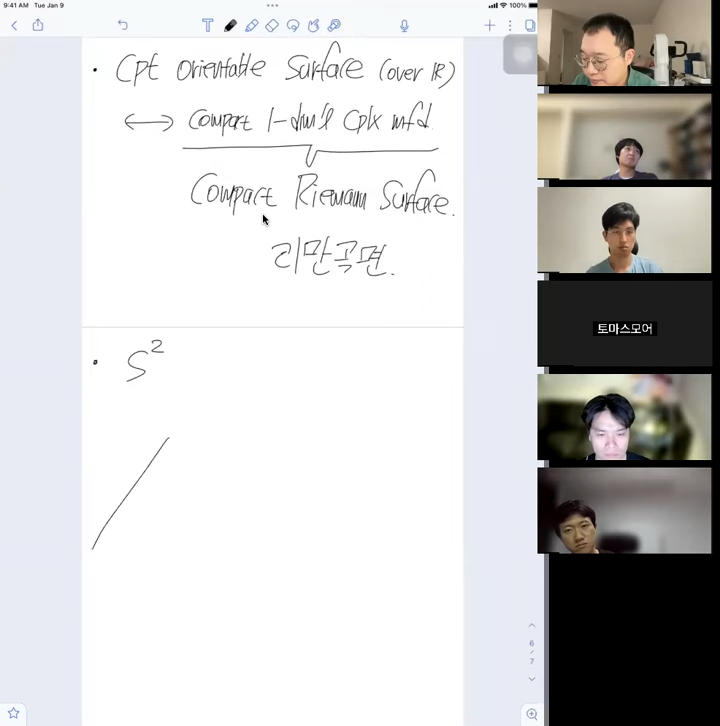 9:41 AM Tue Jan 9
100%
• Cpt orientable surface (over ℝ)
↔ Compact 1-dim'l cplx mfd.
Compact Riemann Surface.
리만곡면.
• S²
토마스모어
6
/
7